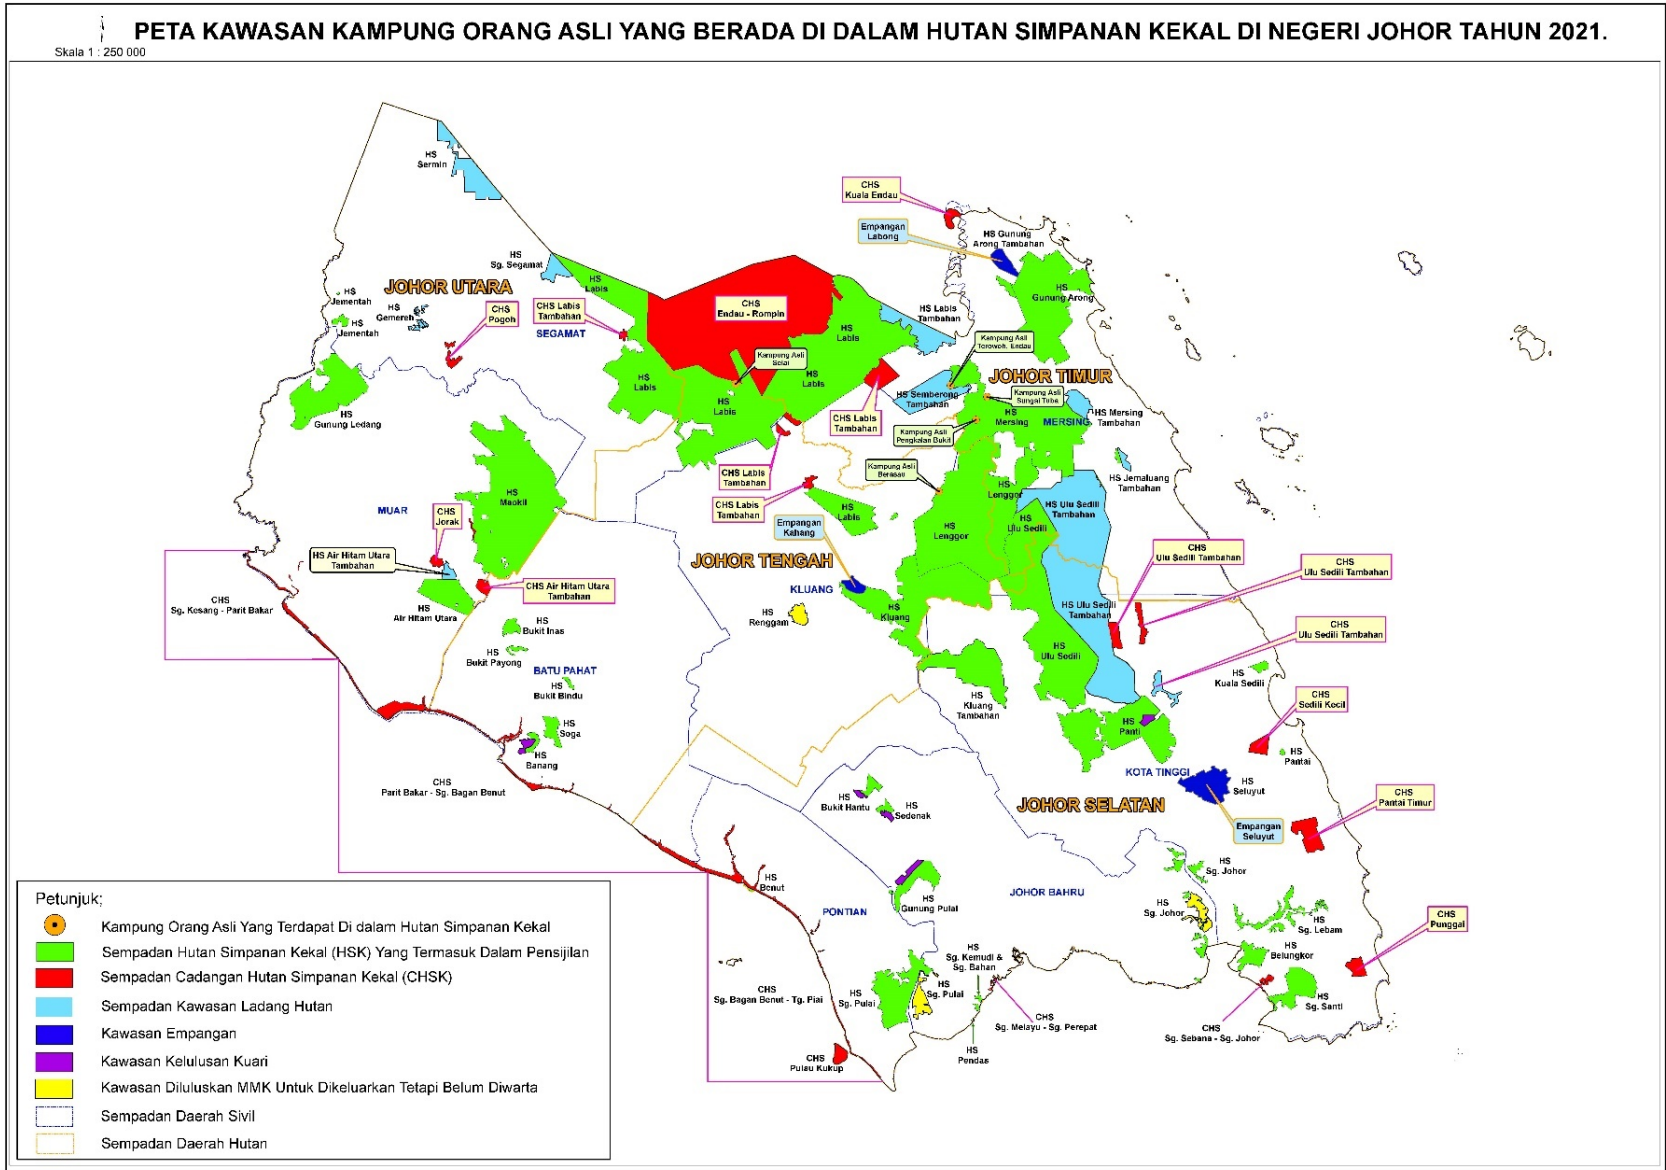 PETA KAWASAN KAMPUNG ORANG ASLI YANG BERADA DI DALAM HUTAN SIMPANAN KEKAL DI NEGERI JOHOR TAHUN 2021.
Skala 1 : 250 000
HS
Sermin
CHS
Kuala Endau
Empangan
Labong
HS Gunung
Arong Tambahan
HS
Sg. Segamat
JOHOR UTARA
HS
Labis
HS
Gunung Arong
HS
Jementah
HS
Gemereh
HS
Jementah
CHS
Pogoh
CHS Labis
Tambahan
SEGAMAT
CHS
Endau - Rompin
HS Labis
Tambahan
HS
Labis
Kampung Asli
Selai
Kampung Asli
JOHOR TIMUR
HS
Labis
HS
Labis
HS
Labis
HS Semberong
Tambahan
Kampung Asli
HS
Mersing
MERSING
HS Mersing
Tambahan
HS
Gunung Ledang
CHS Labis
Tambahan
Kampung Asli
Pengkalan Bukit
Kampung Asli
Berasau
CHS Labis
Tambahan
HS Jemaluang
Tambahan
HS
Maokil
MUAR
CHS
Jorak
CHS Labis
Tambahan
HS
Labis
HS
Lenggor
HS Ulu Sedili
Tambahan
HS
Ulu Sedili
HS
Lenggor
Empangan
Kahang
JOHOR TENGAH
HS Air Hitam Utara
Tambahan
CHS
Ulu Sedili Tambahan
CHS
Ulu Sedili Tambahan
CHS Air Hitam Utara
Tambahan
KLUANG
CHS
Sg. Kesang - Parit Bakar
HS
Air Hitam Utara
HS
Renggam
HS
Kluang
HS Ulu Sedili
Tambahan
HS
Bukit Inas
CHS
Ulu Sedili Tambahan
HS
Bukit Payong
BATU PAHAT
HS
Ulu Sedili
HS
Kuala Sedili
HS
Bukit Bindu
HS
Kluang
Tambahan
CHS
Sedili Kecil
HS
Soga
HS
Panti
HS
Banang
HS
Pantai
KOTA TINGGI
HS
Seluyut
CHS
Parit Bakar - Sg. Bagan Benut
HS
Bukit Hantu
HS
Sedenak
JOHOR SELATAN
CHS
Pantai Timur
Empangan
Seluyut
HS
Sg. Johor
HS
Benut
JOHOR BAHRU
PONTIAN
HS
Gunung Pulai
HS
Sg. Johor
HS
Sg. Lebam
CHS
Punggai
HS
Sg. Kemudi &
Sg. Bahan
HS
Belungkor
CHS
Sg. Bagan Benut - Tg. Piai
HS
Sg. Pulai
HS
Sg. Pulai
HS
Sg. Santi
CHS
Sg. Melayu - Sg. Perepat
CHS
Sg. Sebana - Sg. Johor
HS
Pendas
CHS
Pulau Kukup
Petunjuk;
Kampung Orang Asli Yang Terdapat Di dalam Hutan Simpanan Kekal
Sempadan Hutan Simpanan Kekal (HSK) Yang Termasuk Dalam Pensijilan
Sempadan Cadangan Hutan Simpanan Kekal (CHSK)
Sempadan Kawasan Ladang Hutan
Kawasan Empangan
Kawasan Kelulusan Kuari
Kawasan Diluluskan MMK Untuk Dikeluarkan Tetapi Belum Diwarta
Sempadan Daerah Sivil
Sempadan Daerah Hutan